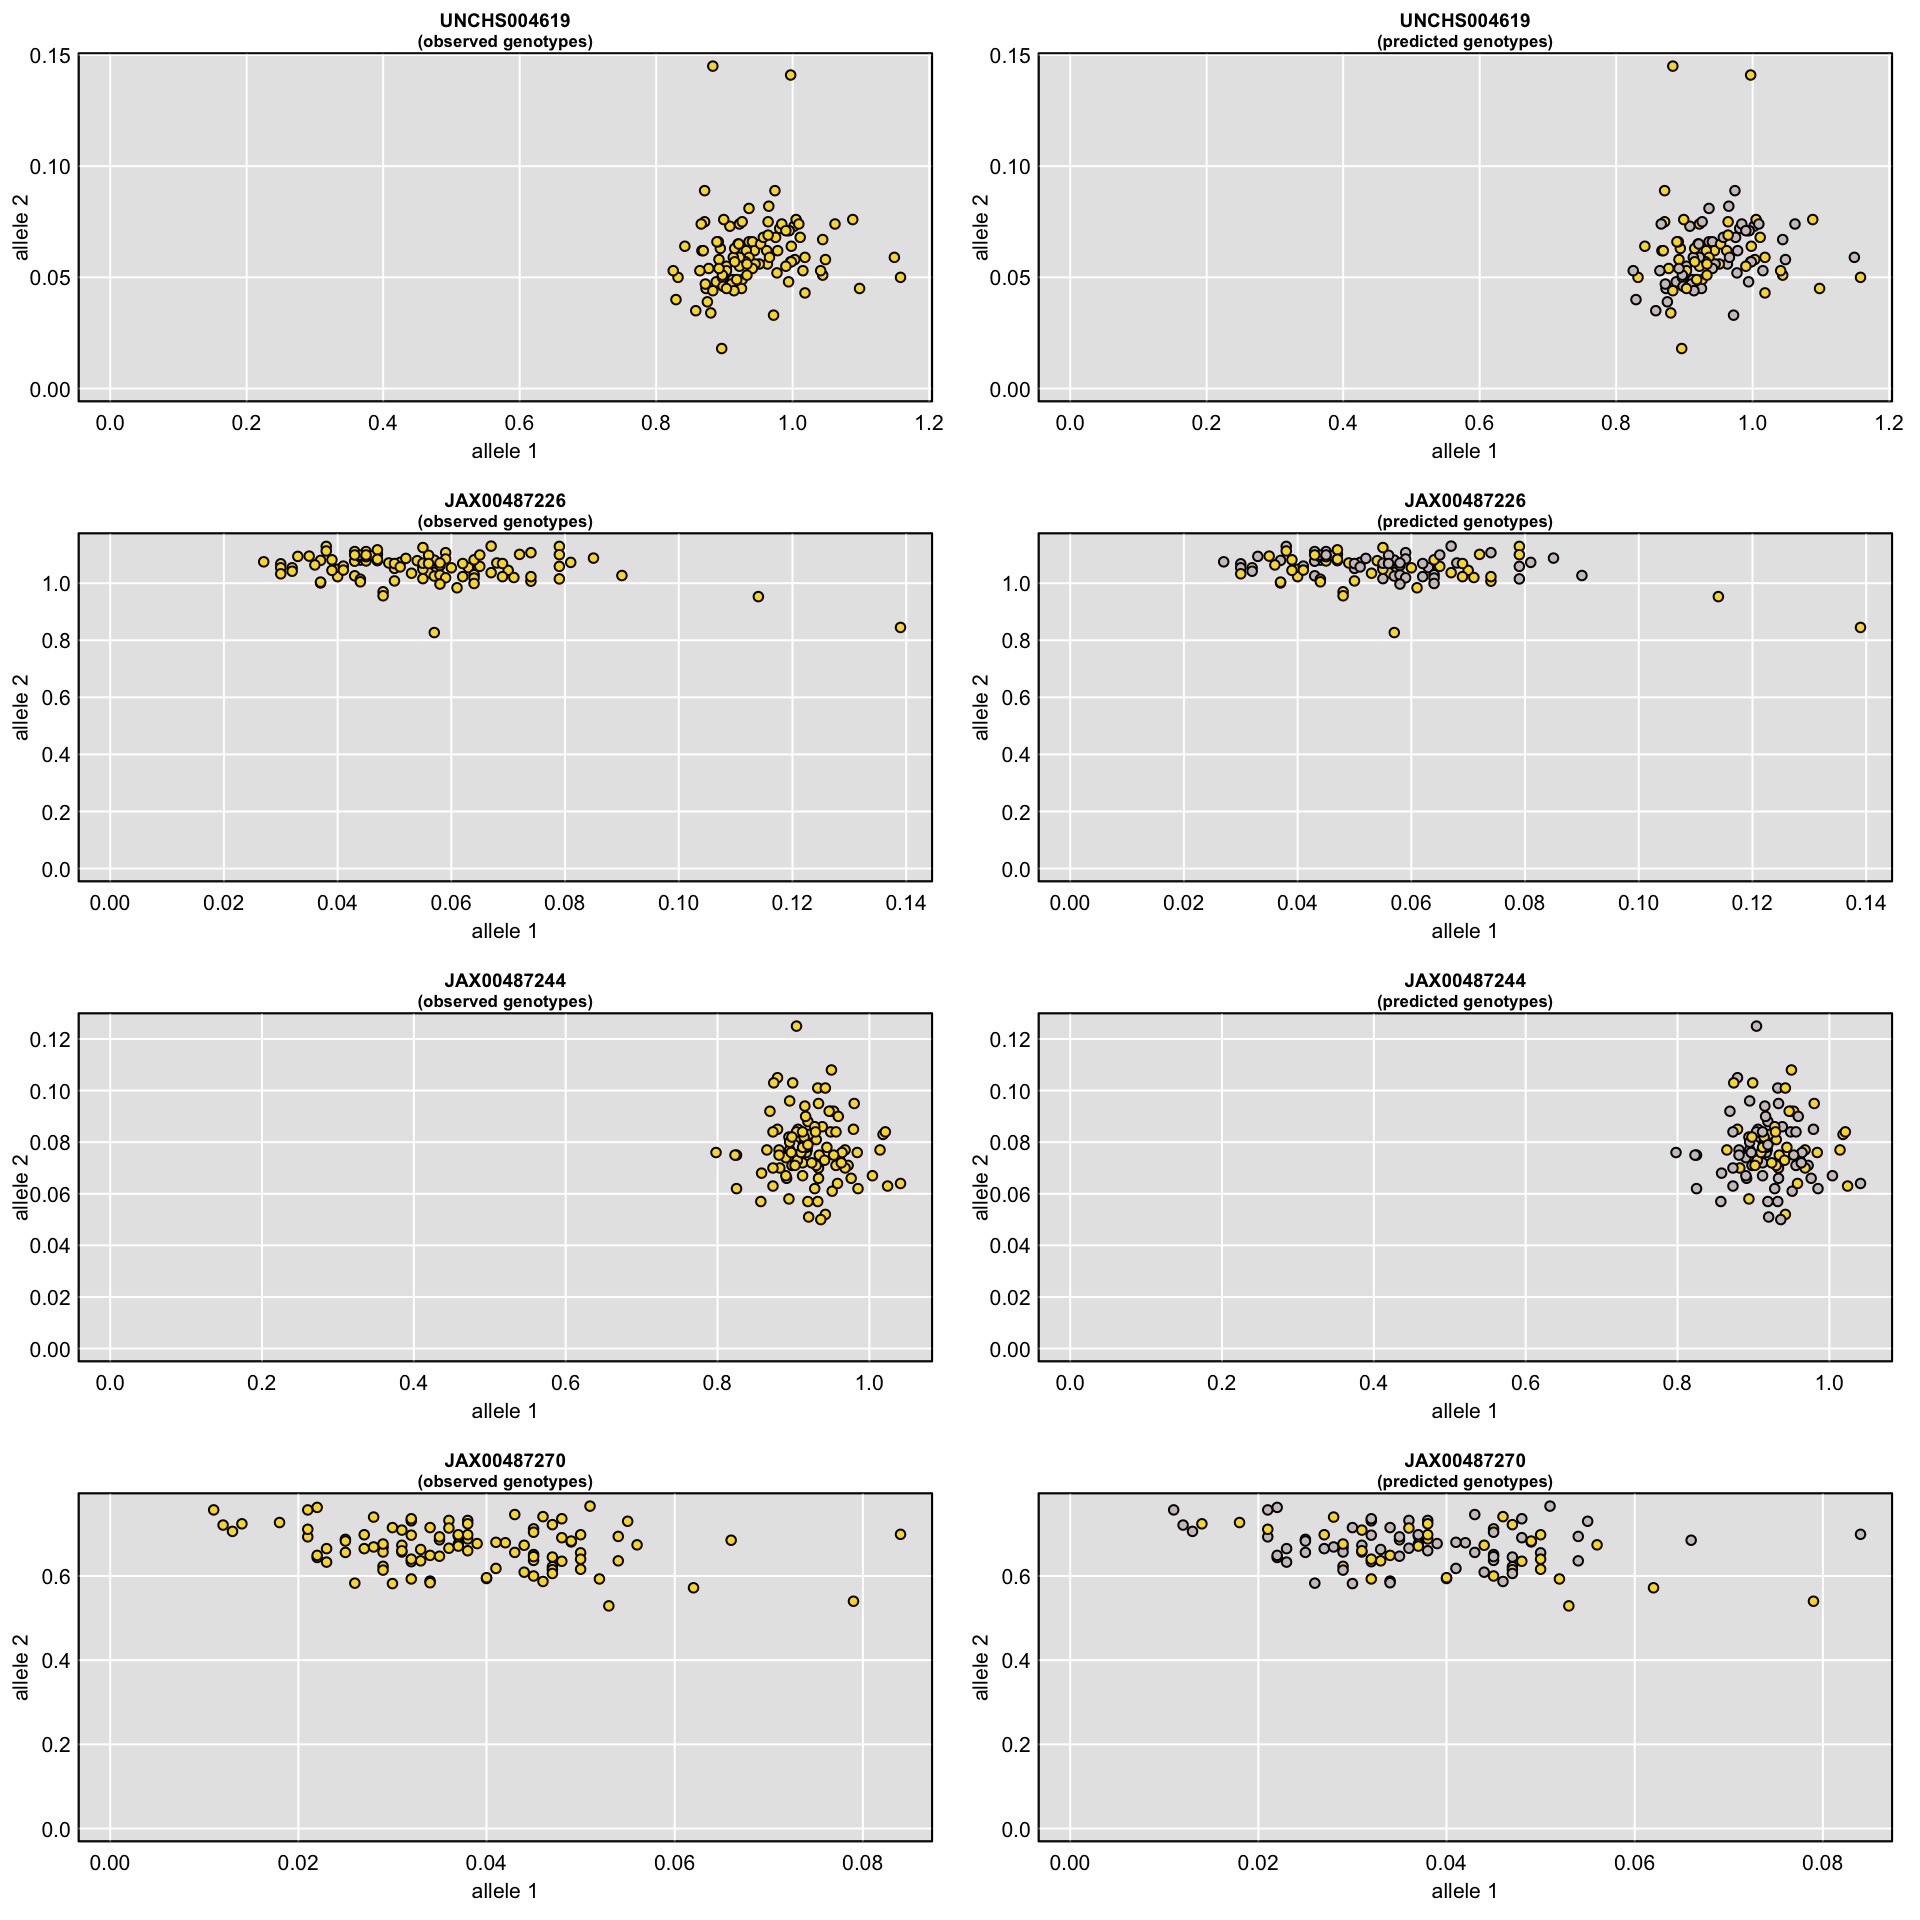 UNCHS004619
(observed genotypes)
0.15
0.10
0.05
0.00
allele 2
0.0 0.2 0.4 0.6 0.8 1.0 1.2
allele 1
UNCHS004619
(predicted genotypes)
0.15
0.10
0.05
0.00
allele 2
0.0 0.2 0.4 0.6 0.8 1.0 1.2
allele 1
JAX00487226
(observed genotypes)
1.0
0.8
0.6
0.4
0.2
0.0
allele 2
0.00 0.02 0.04 0.06 0.08 0.10 0.12 0.14
allele 1
JAX00487226
(predicted genotypes)
1.0
0.8
0.6
0.4
0.2
0.0
allele 2
0.00 0.02 0.04 0.06 0.08 0.10 0.12 0.14
allele 1
JAX00487244
(observed genotypes)
0.12
0.10
0.08
0.06
0.04
0.02
0.00
allele 2
0.0 0.2 0.4 0.6 0.8 1.0
allele 1
JAX00487244
(predicted genotypes)
0.12
0.10
0.08
0.06
0.04
0.02
0.00
allele 2
0.0 0.2 0.4 0.6 0.8 1.0
allele 1
JAX00487270
(observed genotypes)
0.6
0.4
0.2
0.0
allele 2
0.00 0.02 0.04 0.06 0.08
allele 1
JAX00487270
(predicted genotypes)
0.6
0.4
0.2
0.0
allele 2
0.00 0.02 0.04 0.06 0.08
allele 1